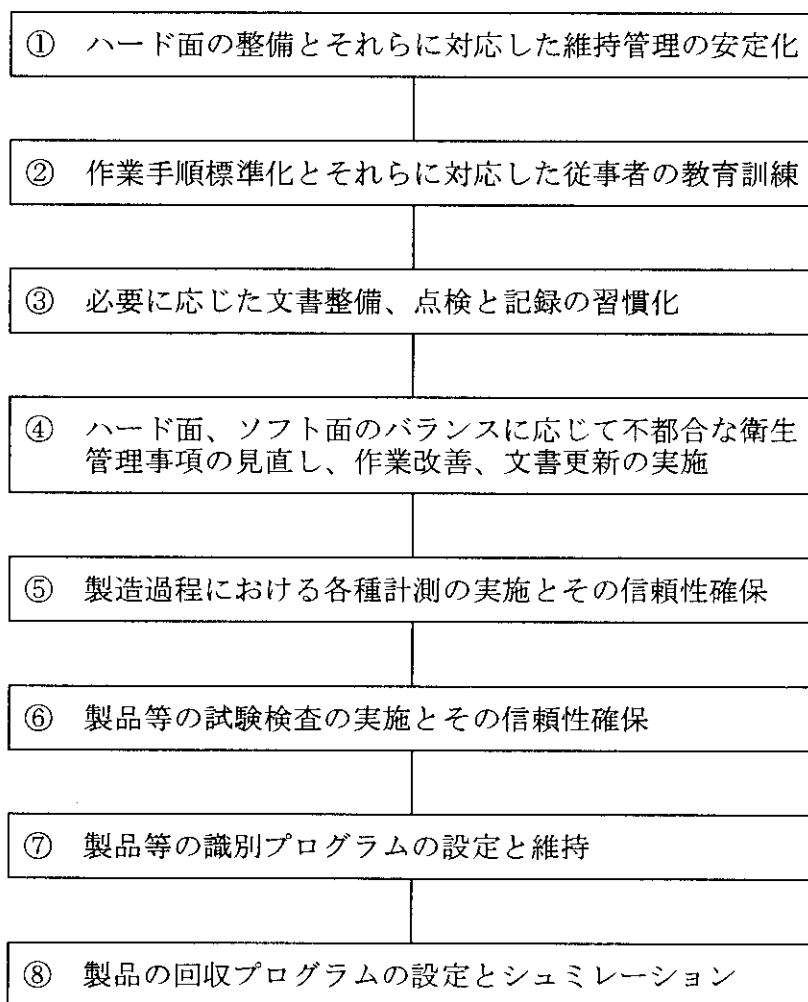 ① ハード面の整備とそれらに対応した維持管理の安定化
② 作業手順標準化とそれらに対応した従事者の教育訓練
③ 必要に応じた文書整備、点検と記録の習慣化
④ ハード面、ソフト面のバランスに応じて不都合な衛生
管理事項の見直し、作業改善、文書更新の実施
⑤ 製造過程における各種計測の実施とその信頼性確保
⑥ 製品等の試験検査の実施とその信頼性確保
⑦ 製品等の識別プログラムの設定と維持
⑧ 製品の回収プログラムの設定とシュミレーション